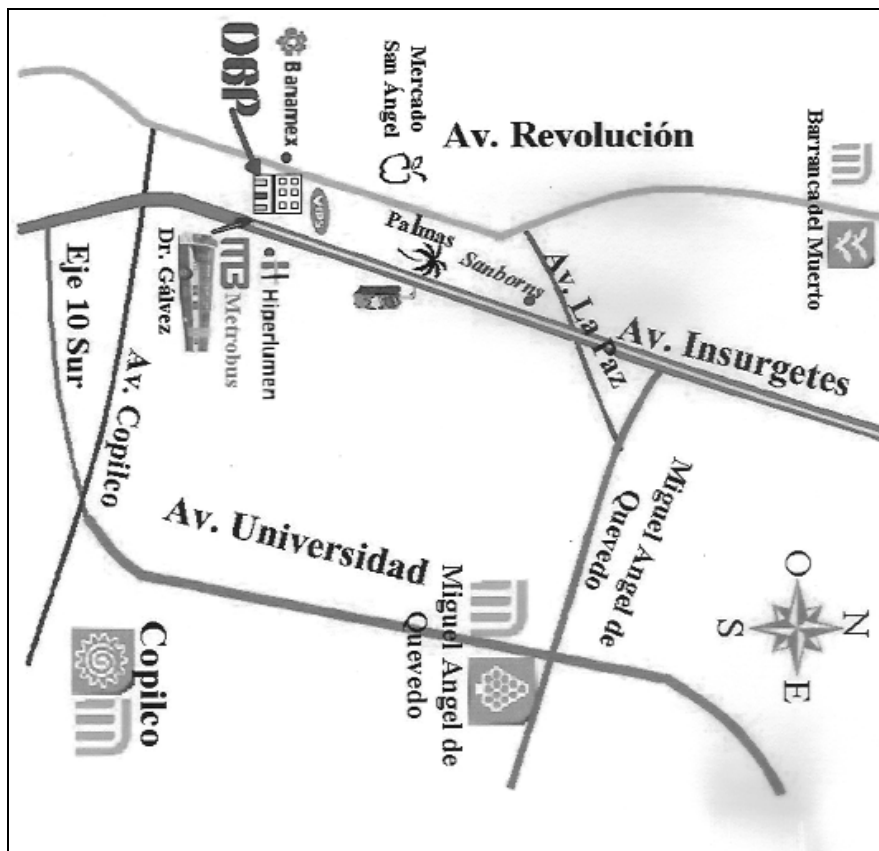 Mercado
San Ángel
Banamex
DGP
Av. Revolución
Barranca del Muerto
VIPS
Palmas
Sanborns
Av. La Paz
Av. Insurgetes
Hiperlumen
Metrobus
Dr. Gálvez
Eje 10 Sur
Av. Copilco
Av. Universidad
Miguel Angel de
Quevedo
Miguel Angel de
Quevedo
Copilco
O
N
S
E